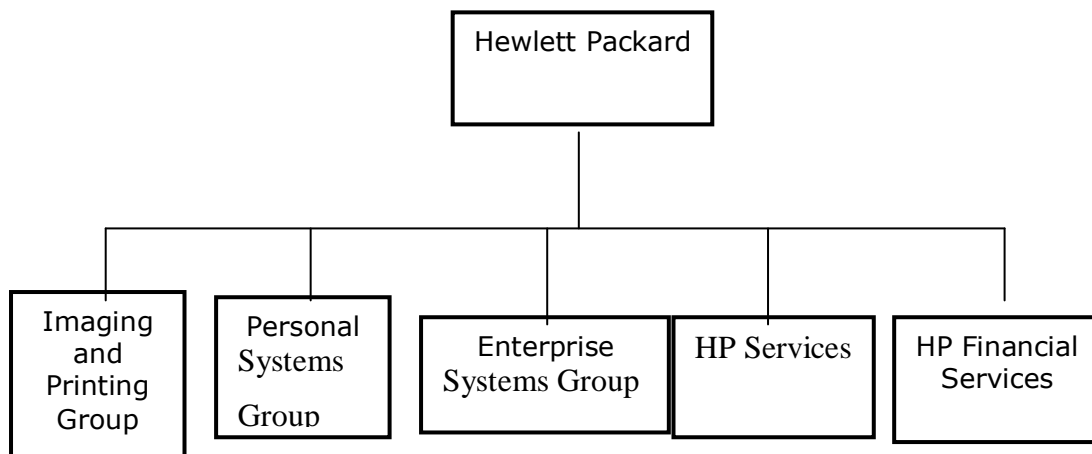 Hewlett Packard
Imaging
and
Printing
Group
Personal
Systems
Group
Enterprise
Systems Group
HP Services
HP Financial
Services